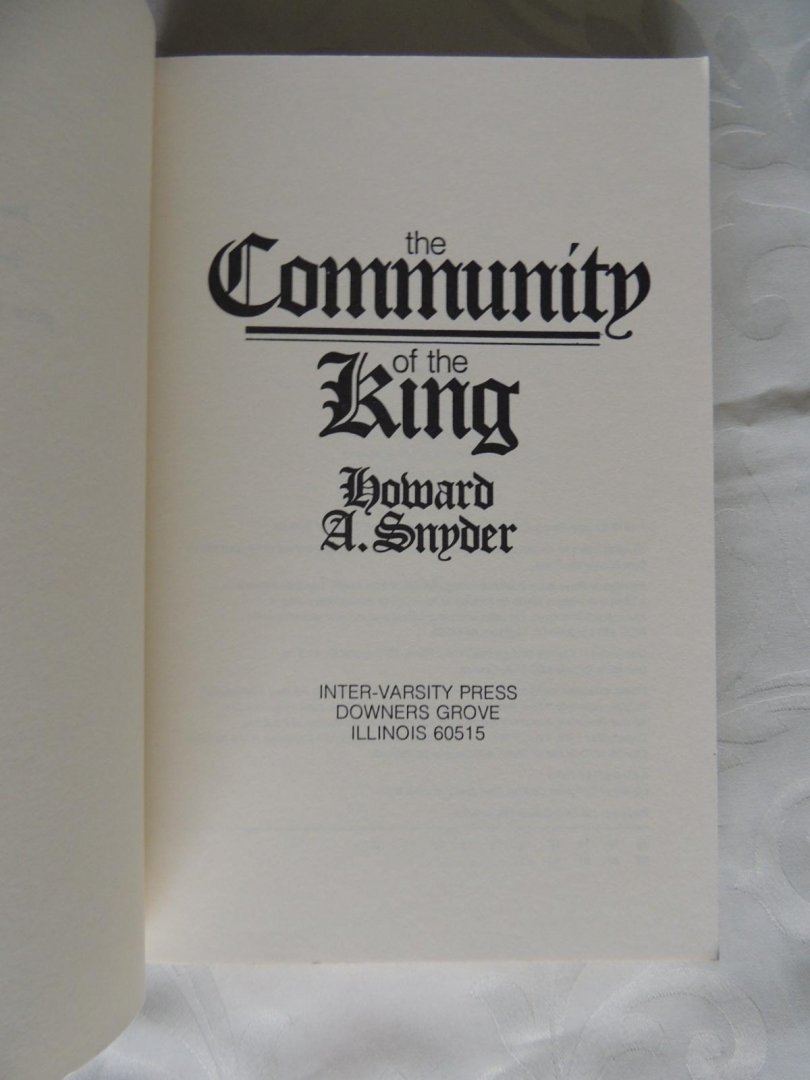 the
Community
of the
King
Howard
A. Snyder
INTER-VARSITY PRESS
DOWNERS GROVE
ILLINOIS 60515